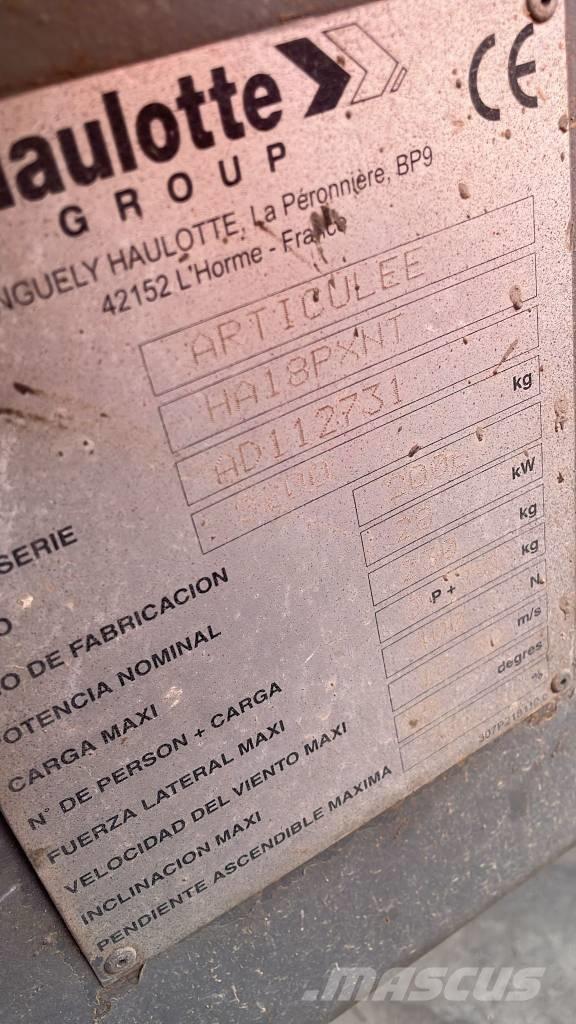 Haulotte
GROUP
NGUELY HAULOTTE, La Péronnière, BP9
42152 L'Horme - France
CE
ARTICULEE
HA18PXNT
AD112731
SERIE kg
O DE FABRICACION
POTENCIA NOMINAL kW
CARGA MAXI kg
N° DE PERSON + CARGA P + kg
FUERZA LATERAL MAXI N
VELOCIDAD DEL VIENTO MAXI m/s
INCLINACION MAXI degres
PENDIENTE ASCENDIBLE MAXIMA %
MASCUS